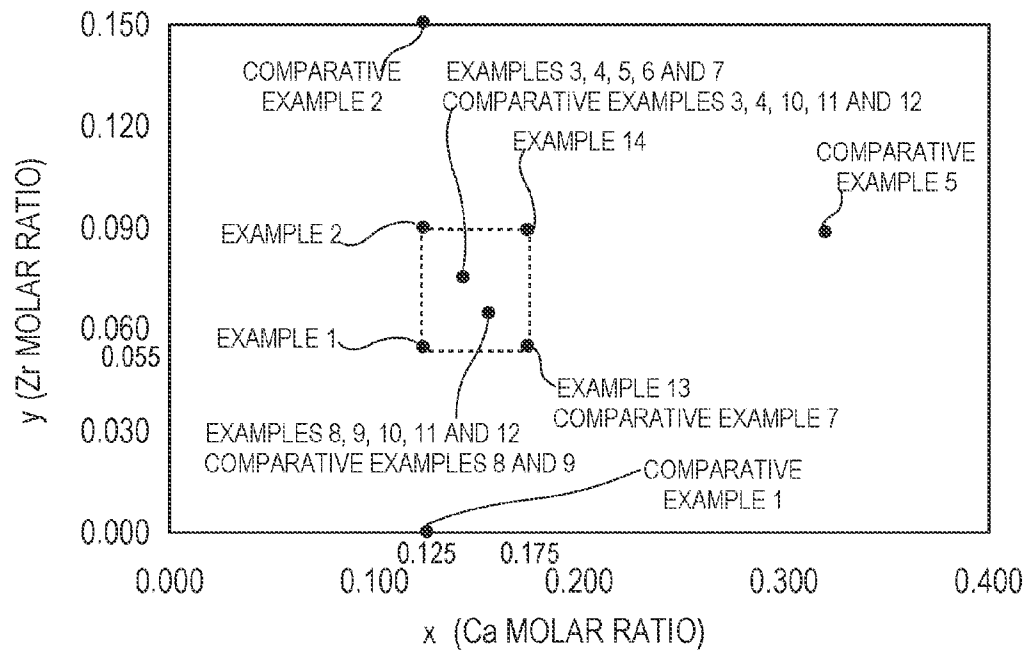 0.150
COMPARATIVE
EXAMPLE 2
EXAMPLES 3, 4, 5, 6 AND 7
COMPARATIVE EXAMPLES 3, 4, 10, 11 AND 12
0.120
EXAMPLE 14
COMPARATIVE
EXAMPLE 5
y (Zr MOLAR RATIO)
0.090
EXAMPLE 2
0.060
EXAMPLE 1
0.055
EXAMPLE 13
COMPARATIVE EXAMPLE 7
0.030
EXAMPLES 8, 9, 10, 11 AND 12
COMPARATIVE EXAMPLES 8 AND 9
COMPARATIVE
EXAMPLE 1
0.000
0.125
0.175
0.000
0.100
0.200
0.300
0.400
x (Ca MOLAR RATIO)